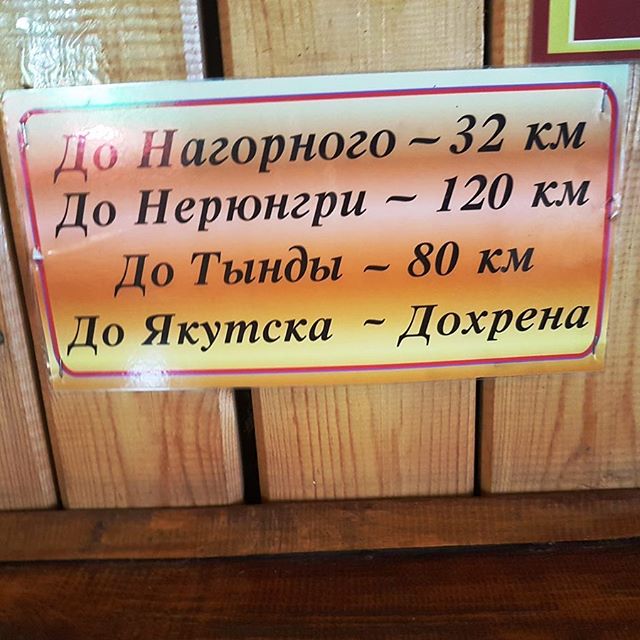 До Нагорного ~ 32 км
До Нерюнгри ~ 120 км
До Тынды ~ 80 км
До Якутска ~ Дохрена